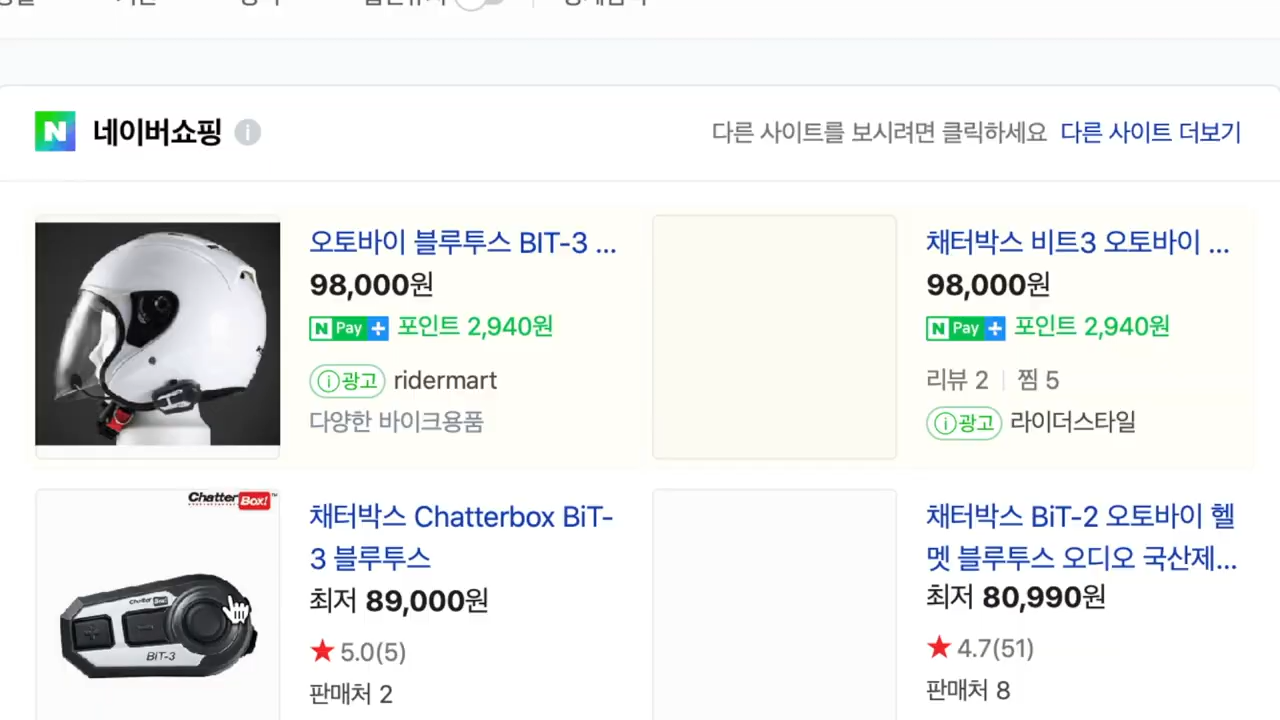 네이버쇼핑
다른 사이트를 보시려면 클릭하세요 다른 사이트 더보기
오토바이 블루투스 BIT-3 ...
98,000원
N Pay + 포인트 2,940원
광고 ridermart
다양한 바이크용품
채터박스 비트3 오토바이 ...
98,000원
N Pay + 포인트 2,940원
리뷰 2 찜 5
광고 라이더스타일
ChatterBox!
Chatter Box!
BiT-3
채터박스 Chatterbox BiT-
3 블루투스
최저 89,000원
★ 5.0(5)
판매처 2
채터박스 BiT-2 오토바이 헬
멧 블루투스 오디오 국산제...
최저 80,990원
★ 4.7(51)
판매처 8